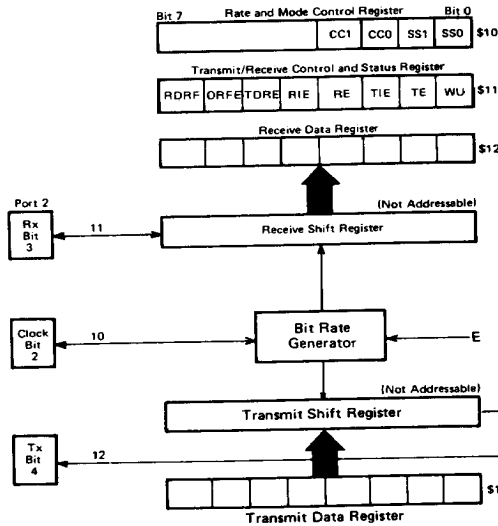 Bit 7 Rate and Mode Control Register Bit 0
CC1 CC0 SS1 SS0 $10
Transmit/Receive Control and Status Register
RDRF ORFE TDRE RIE RE TIE TE WU $11
Receive Data Register
$12
Port 2
(Not Addressable)
Rx
Bit
3
11
Receive Shift Register
Clock
Bit
2
10
Bit Rate
Generator
E
(Not Addressable)
Transmit Shift Register
Tx
Bit
4
12
$1
Transmit Data Register